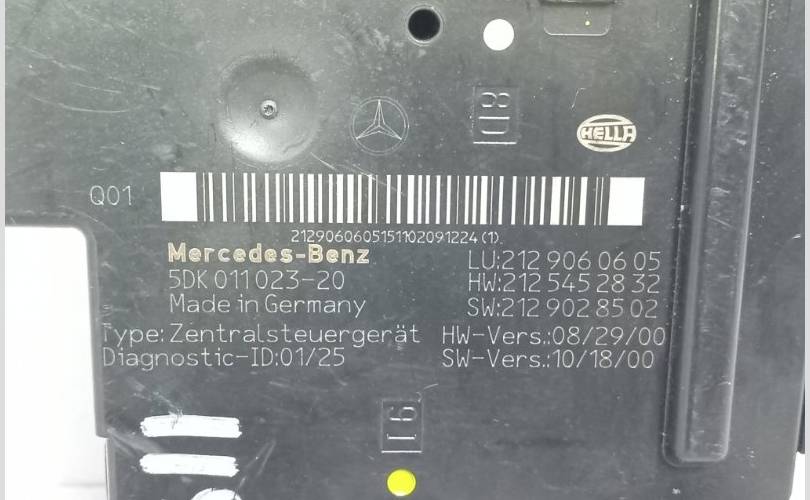 HELLA
Q01
2129060605151102091224(1)
Mercedes-Benz
5DK 011 023-20
Made in Germany
LU:212 906 06 05
HW:212 545 28 32
SW:212 902 85 02
Type: Zentralsteuergerät
HW-Vers.:08/29/00
Diagnostic-ID:01/25
SW-Vers.:10/18/00